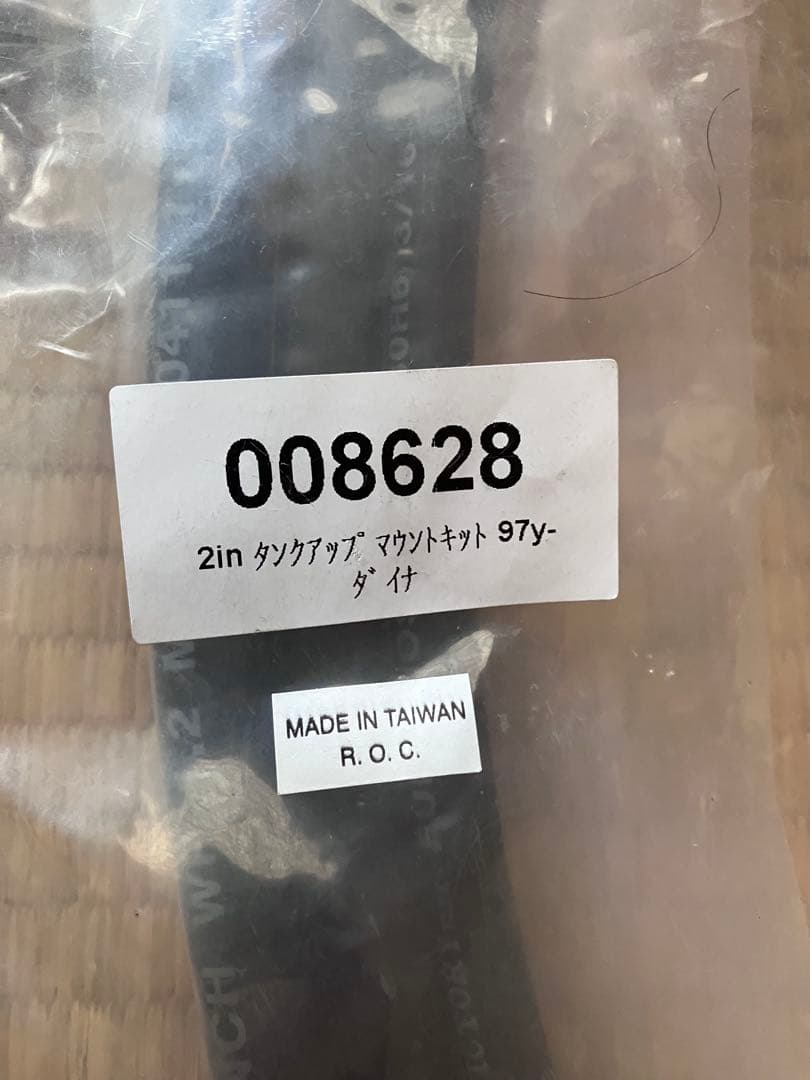 008628
2in ﾀﾝｸｱｯﾌﾟ ﾏｳﾝﾄｷｯﾄ 97y-
ﾀﾞｲﾅ
MADE IN TAIWAN
R. O. C.